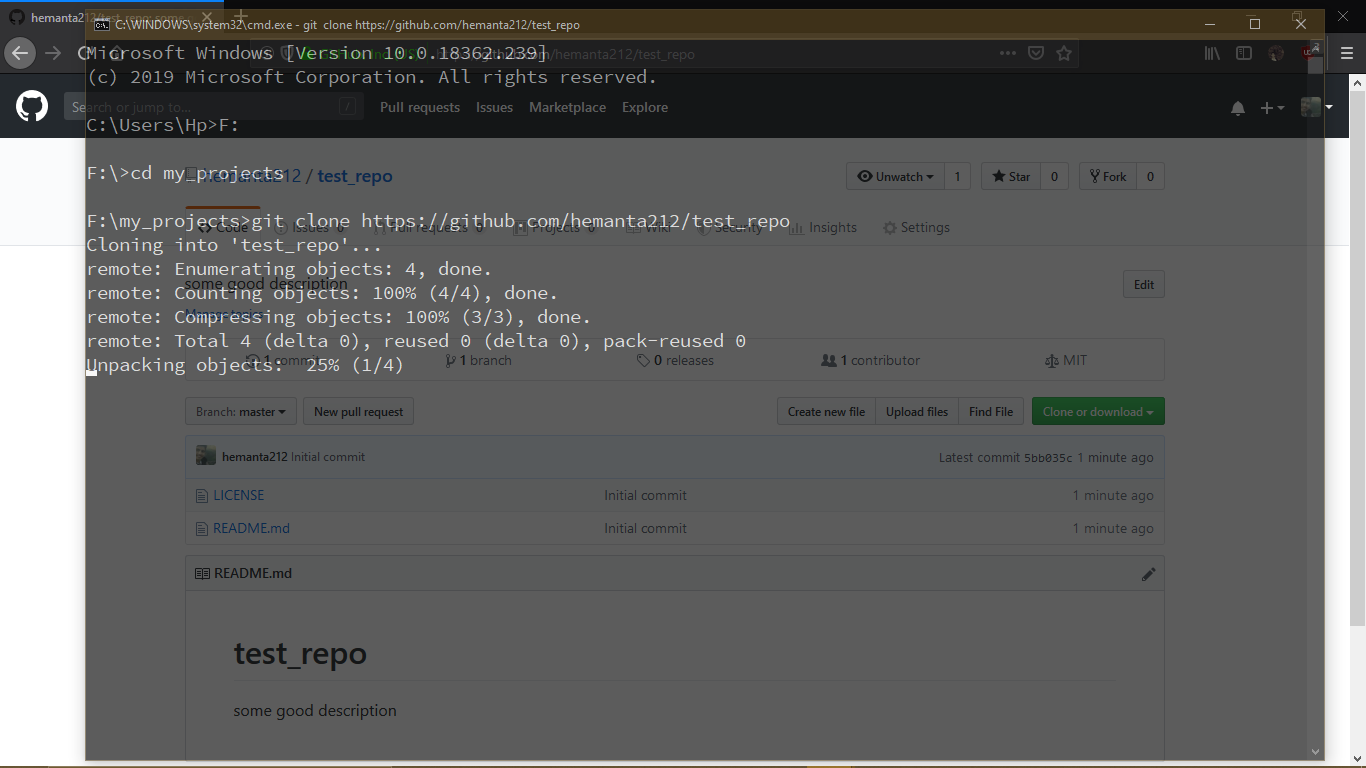 hemanta212/test_repo: some
C:\WINDOWS\system32\cmd.exe - git clone https://github.com/hemanta212/test_repo
Microsoft Windows [Version 10.0.18362.239]
hemanta212/test_repo
(c) 2019 Microsoft Corporation. All rights reserved.
Search or jump to...
/
Pull requests
Issues
Marketplace
Explore
C:\Users\Hp>F:
F:\>cd my_projects
hemanta212 / test_repo
Unwatch 1
Star 0
Fork 0
F:\my_projects>git clone https://github.com/hemanta212/test_repo
Code
Issues 0
Pull requests 0
Projects 0
Wiki
Security
Insights
Settings
Cloning into 'test_repo'...
remote: Enumerating objects: 4, done.
some good description
Edit
remote: Counting objects: 100% (4/4), done.
Manage topics
remote: Compressing objects: 100% (3/3), done.
remote: Total 4 (delta 0), reused 0 (delta 0), pack-reused 0
1 commit
1 branch
0 releases
1 contributor
MIT
Unpacking objects:  25% (1/4)
Branch: master
New pull request
Create new file
Upload files
Find File
Clone or download
hemanta212 Initial commit
Latest commit 5bb035c 1 minute ago
LICENSE
Initial commit
1 minute ago
README.md
Initial commit
1 minute ago
README.md
test_repo
some good description